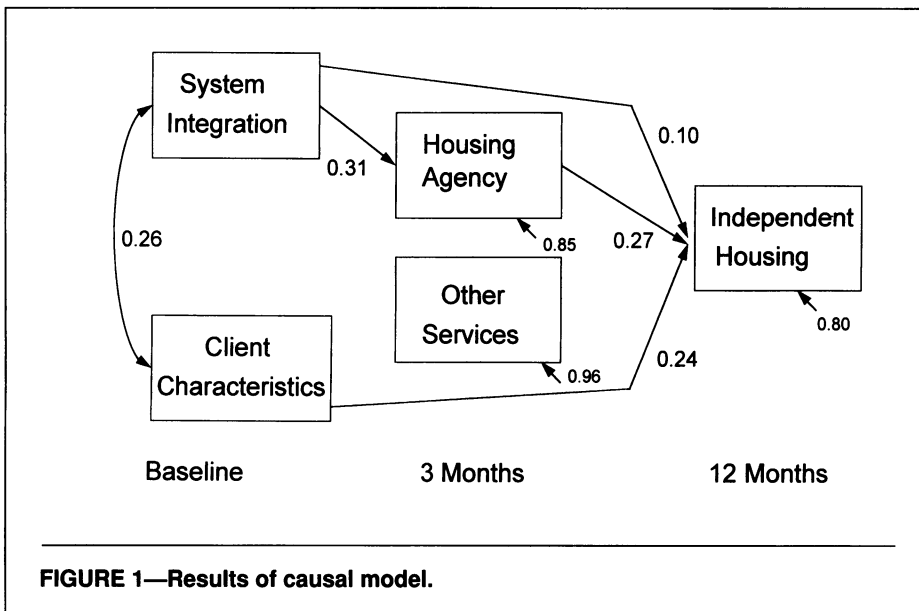 System
Integration
0.10
0.31
Housing
Agency
0.26
0.27
Independent
Housing
0.85
Other
Services
0.80
Client
Characteristics
0.96
0.24
Baseline
3 Months
12 Months
FIGURE 1—Results of causal model.